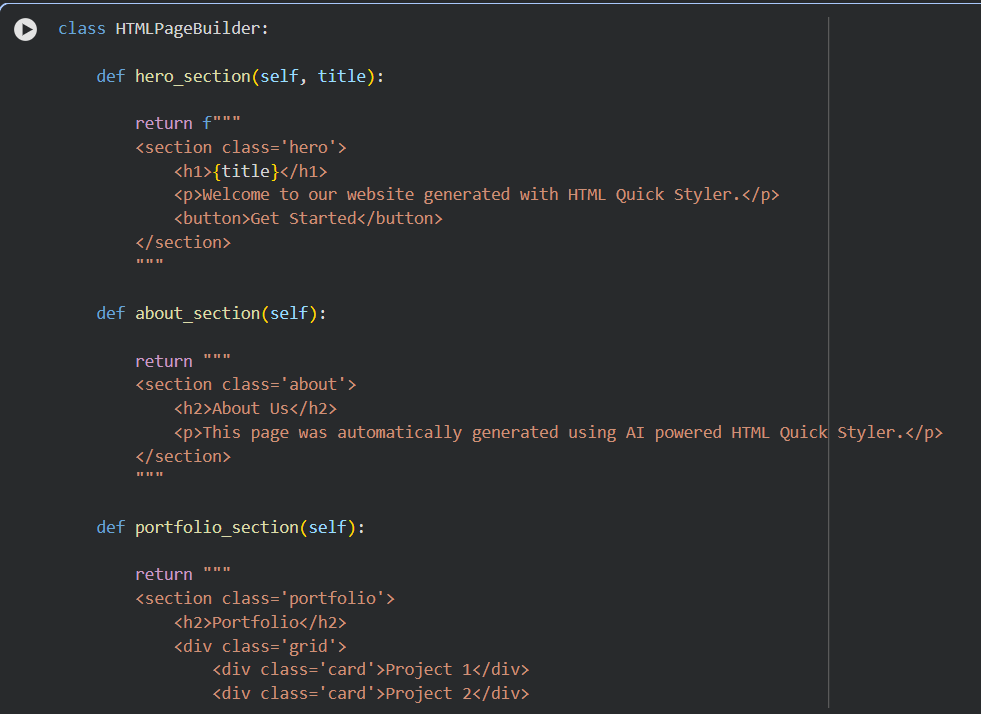 class HTMLPageBuilder:
def hero_section(self, title):
return f"""
<section class='hero'>
<h1>{title}</h1>
<p>Welcome to our website generated with HTML Quick Styler.</p>
<button>Get Started</button>
</section>
"""
def about_section(self):
return """
<section class='about'>
<h2>About Us</h2>
<p>This page was automatically generated using AI powered HTML Quick Styler.</p>
</section>
"""
def portfolio_section(self):
return """
<section class='portfolio'>
<h2>Portfolio</h2>
<div class='grid'>
<div class='card'>Project 1</div>
<div class='card'>Project 2</div>